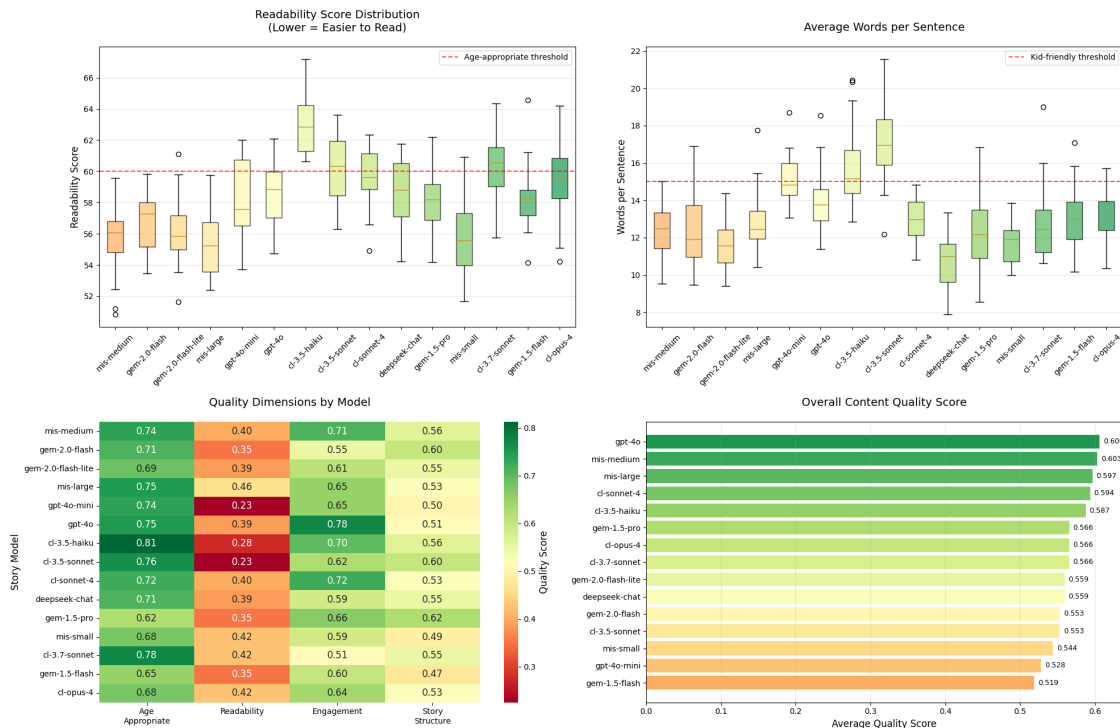 Readability Score Distribution
(Lower = Easier to Read)
Age-appropriate threshold
Readability Score
66
64
62
60
58
56
54
52
mis-medium
gem-2.0-flash
gem-2.0-flash-lite
mis-large
gpt-4o-mini
gpt-4o
cl-3.5-haiku
cl-3.5-sonnet
cl-sonnet-4
deepseek-chat
gem-1.5-pro
mis-small
cl-3.7-sonnet
gem-1.5-flash
cl-opus-4
Average Words per Sentence
Kid-friendly threshold
Words per Sentence
22
20
18
16
14
12
10
8
mis-medium
gem-2.0-flash
gem-2.0-flash-lite
mis-large
gpt-4o-mini
gpt-4o
cl-3.5-haiku
cl-3.5-sonnet
cl-sonnet-4
deepseek-chat
gem-1.5-pro
mis-small
cl-3.7-sonnet
gem-1.5-flash
cl-opus-4
Quality Dimensions by Model
Story Model
mis-medium 0.74 0.40 0.71 0.56
gem-2.0-flash 0.71 0.35 0.55 0.60
gem-2.0-flash-lite 0.69 0.39 0.61 0.55
mis-large 0.75 0.46 0.65 0.53
gpt-4o-mini 0.74 0.23 0.65 0.50
gpt-4o 0.75 0.39 0.78 0.51
cl-3.5-haiku 0.81 0.28 0.70 0.56
cl-3.5-sonnet 0.76 0.23 0.62 0.60
cl-sonnet-4 0.72 0.40 0.72 0.53
deepseek-chat 0.71 0.39 0.59 0.55
gem-1.5-pro 0.62 0.35 0.66 0.62
mis-small 0.68 0.42 0.59 0.49
cl-3.7-sonnet 0.78 0.42 0.51 0.55
gem-1.5-flash 0.65 0.35 0.60 0.47
cl-opus-4 0.68 0.42 0.64 0.53
Age
Appropriate
Readability
Engagement
Story
Structure
0.8
0.7
0.6
0.5
0.4
0.3
Quality Score
Overall Content Quality Score
gpt-4o
mis-medium 0.603
mis-large 0.597
cl-sonnet-4 0.594
cl-3.5-haiku 0.587
gem-1.5-pro 0.566
cl-opus-4 0.566
cl-3.7-sonnet 0.566
gem-2.0-flash-lite 0.559
deepseek-chat 0.559
gem-2.0-flash 0.553
cl-3.5-sonnet 0.553
mis-small 0.544
gpt-4o-mini 0.528
gem-1.5-flash 0.519
0.0 0.1 0.2 0.3 0.4 0.5 0.6
Average Quality Score